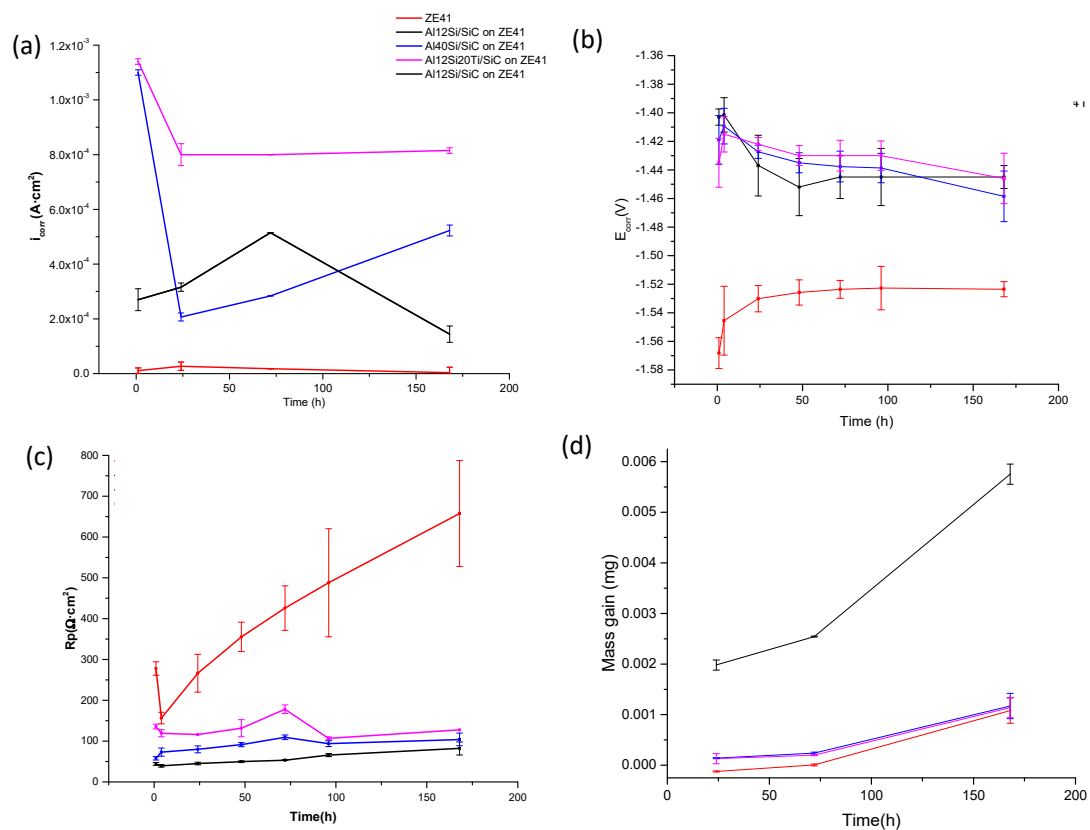 (a)
ZE41
Al12Si/SiC on ZE41
Al40Si/SiC on ZE41
Al12Si20Ti/SiC on ZE41
Al12Si/SiC on ZE41
1.2x10⁻³
1.0x10⁻³
8.0x10⁻⁴
6.0x10⁻⁴
4.0x10⁻⁴
2.0x10⁻⁴
0.0
i_corr (A·cm²)
0 50 100 150 200
Time (h)
(b)
-1.36
-1.38
-1.40
-1.42
-1.44
-1.46
-1.48
-1.50
-1.52
-1.54
-1.56
-1.58
E_corr(V)
0 50 100 150 200
Time (h)
(c)
800
700
600
500
400
300
200
100
0
Rp(Ω·cm²)
0 50 100 150 200
Time(h)
(d)
0.006
0.005
0.004
0.003
0.002
0.001
0.000
Mass gain (mg)
0 50 100 150 200
Time(h)